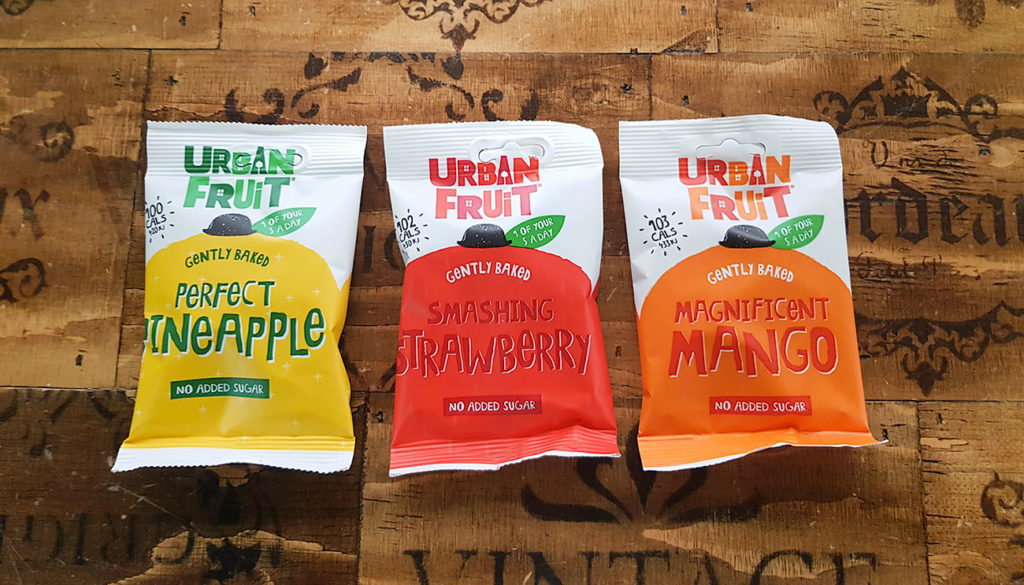 URBAN
FRUIT
100
CALS
1 OF YOUR
5 A DAY
GENTLY BAKED
PERFECT
PINEAPPLE
NO ADDED SUGAR
URBAN
FRUIT
102
CALS
1 OF YOUR
5 A DAY
GENTLY BAKED
SMASHING
STRAWBERRY
NO ADDED SUGAR
URBAN
FRUIT
103
CALS
435KJ
1 OF YOUR
5 A DAY
GENTLY BAKED
MAGNIFICENT
MANGO
NO ADDED SUGAR
VINTAGE